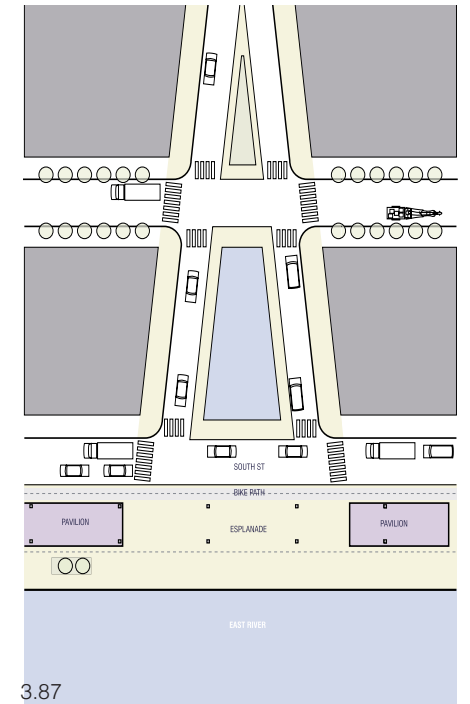 SOUTH ST
BIKE PATH
PAVILION
ESPLANADE
PAVILION
EAST RIVER
3.87